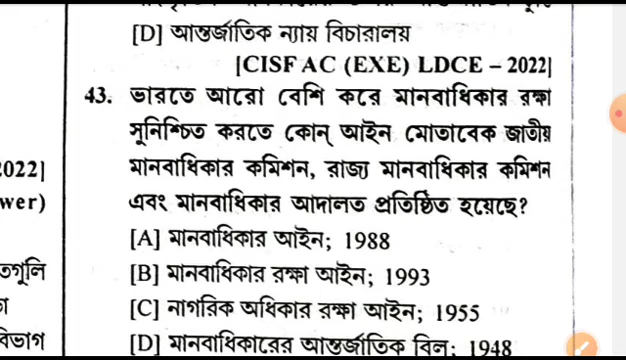 [D] আন্তর্জাতিক ন্যায় বিচারালয়
[CISF AC (EXE) LDCE – 2022]
43. ভারতে আরো বেশি করে মানবাধিকার রক্ষা
সুনিশ্চিত করতে কোন্ আইন মোতাবেক জাতীয়
মানবাধিকার কমিশন, রাজ্য মানবাধিকার কমিশন
এবং মানবাধিকার আদালত প্রতিষ্ঠিত হয়েছে?
[A] মানবাধিকার আইন; 1988
[B] মানবাধিকার রক্ষা আইন; 1993
[C] নাগরিক অধিকার রক্ষা আইন; 1955
[D] মানবাধিকারের আন্তর্জাতিক বিল; 1948
2022]
wer)
তগুলি
বিভাগ